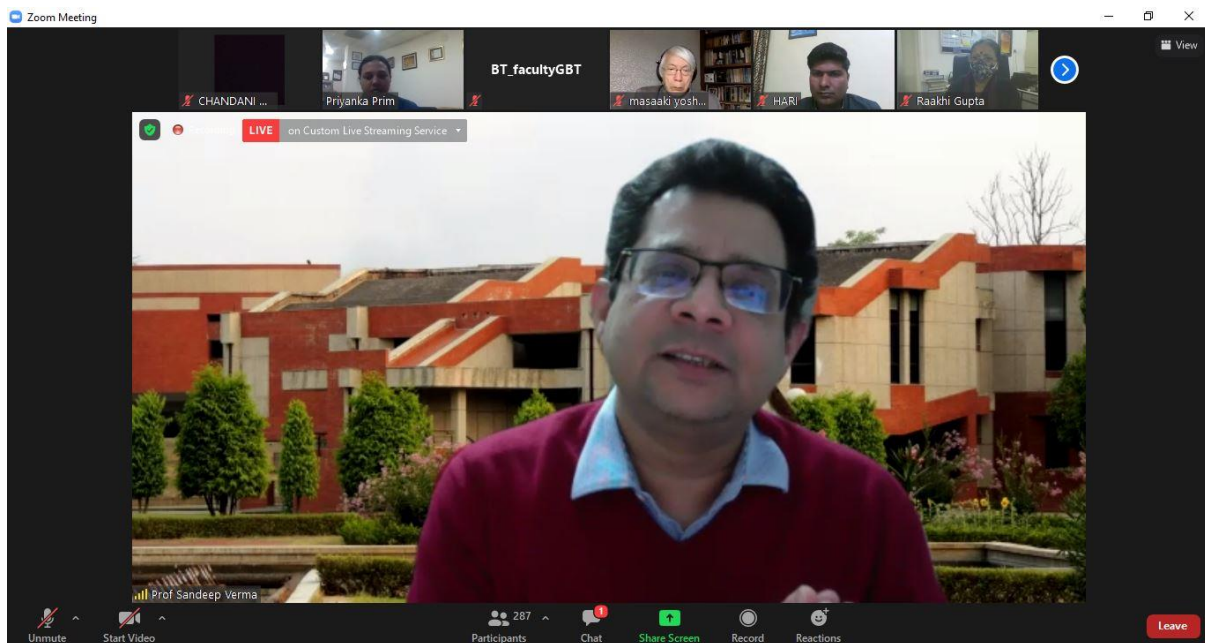 Zoom Meeting
View
CHANDANI ...
Priyanka Prim
BT_facultyGBT
masaaki yosh...
HARI
Raakhi Gupta
LIVE on Custom Live Streaming Service
Prof Sandeep Verma
287
1
Unmute
Start Video
Participants
Chat
Share Screen
Record
Reactions
Leave